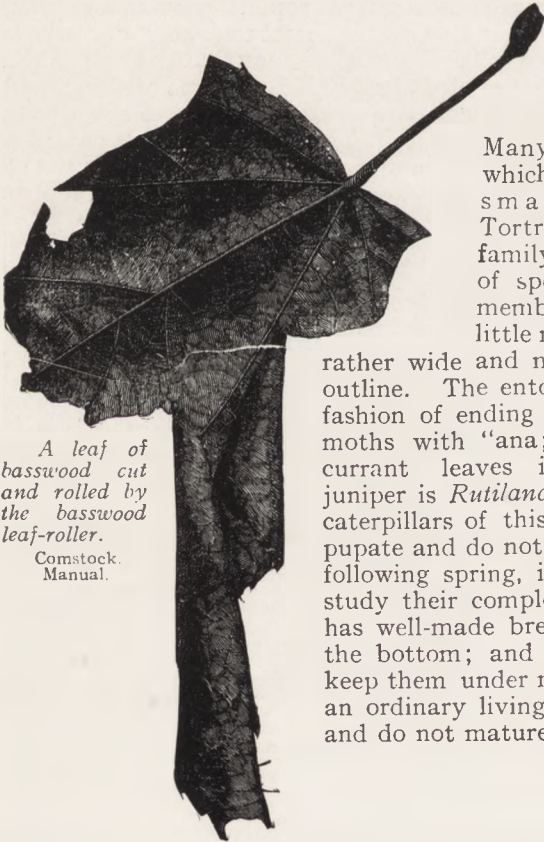 Many
which
sma
Tortr
family
of spe
memb
little r
rather wide and n
outline. The ento
fashion of ending
moths with “ana;
currant leaves i
juniper is Rutiland
caterpillars of this
pupate and do not
following spring, i
study their comple
has well-made bre
the bottom; and
keep them under n
an ordinary living
and do not mature
A leaf of
basswood cut
and rolled by
the basswood
leaf-roller.
Comstock.
Manual.